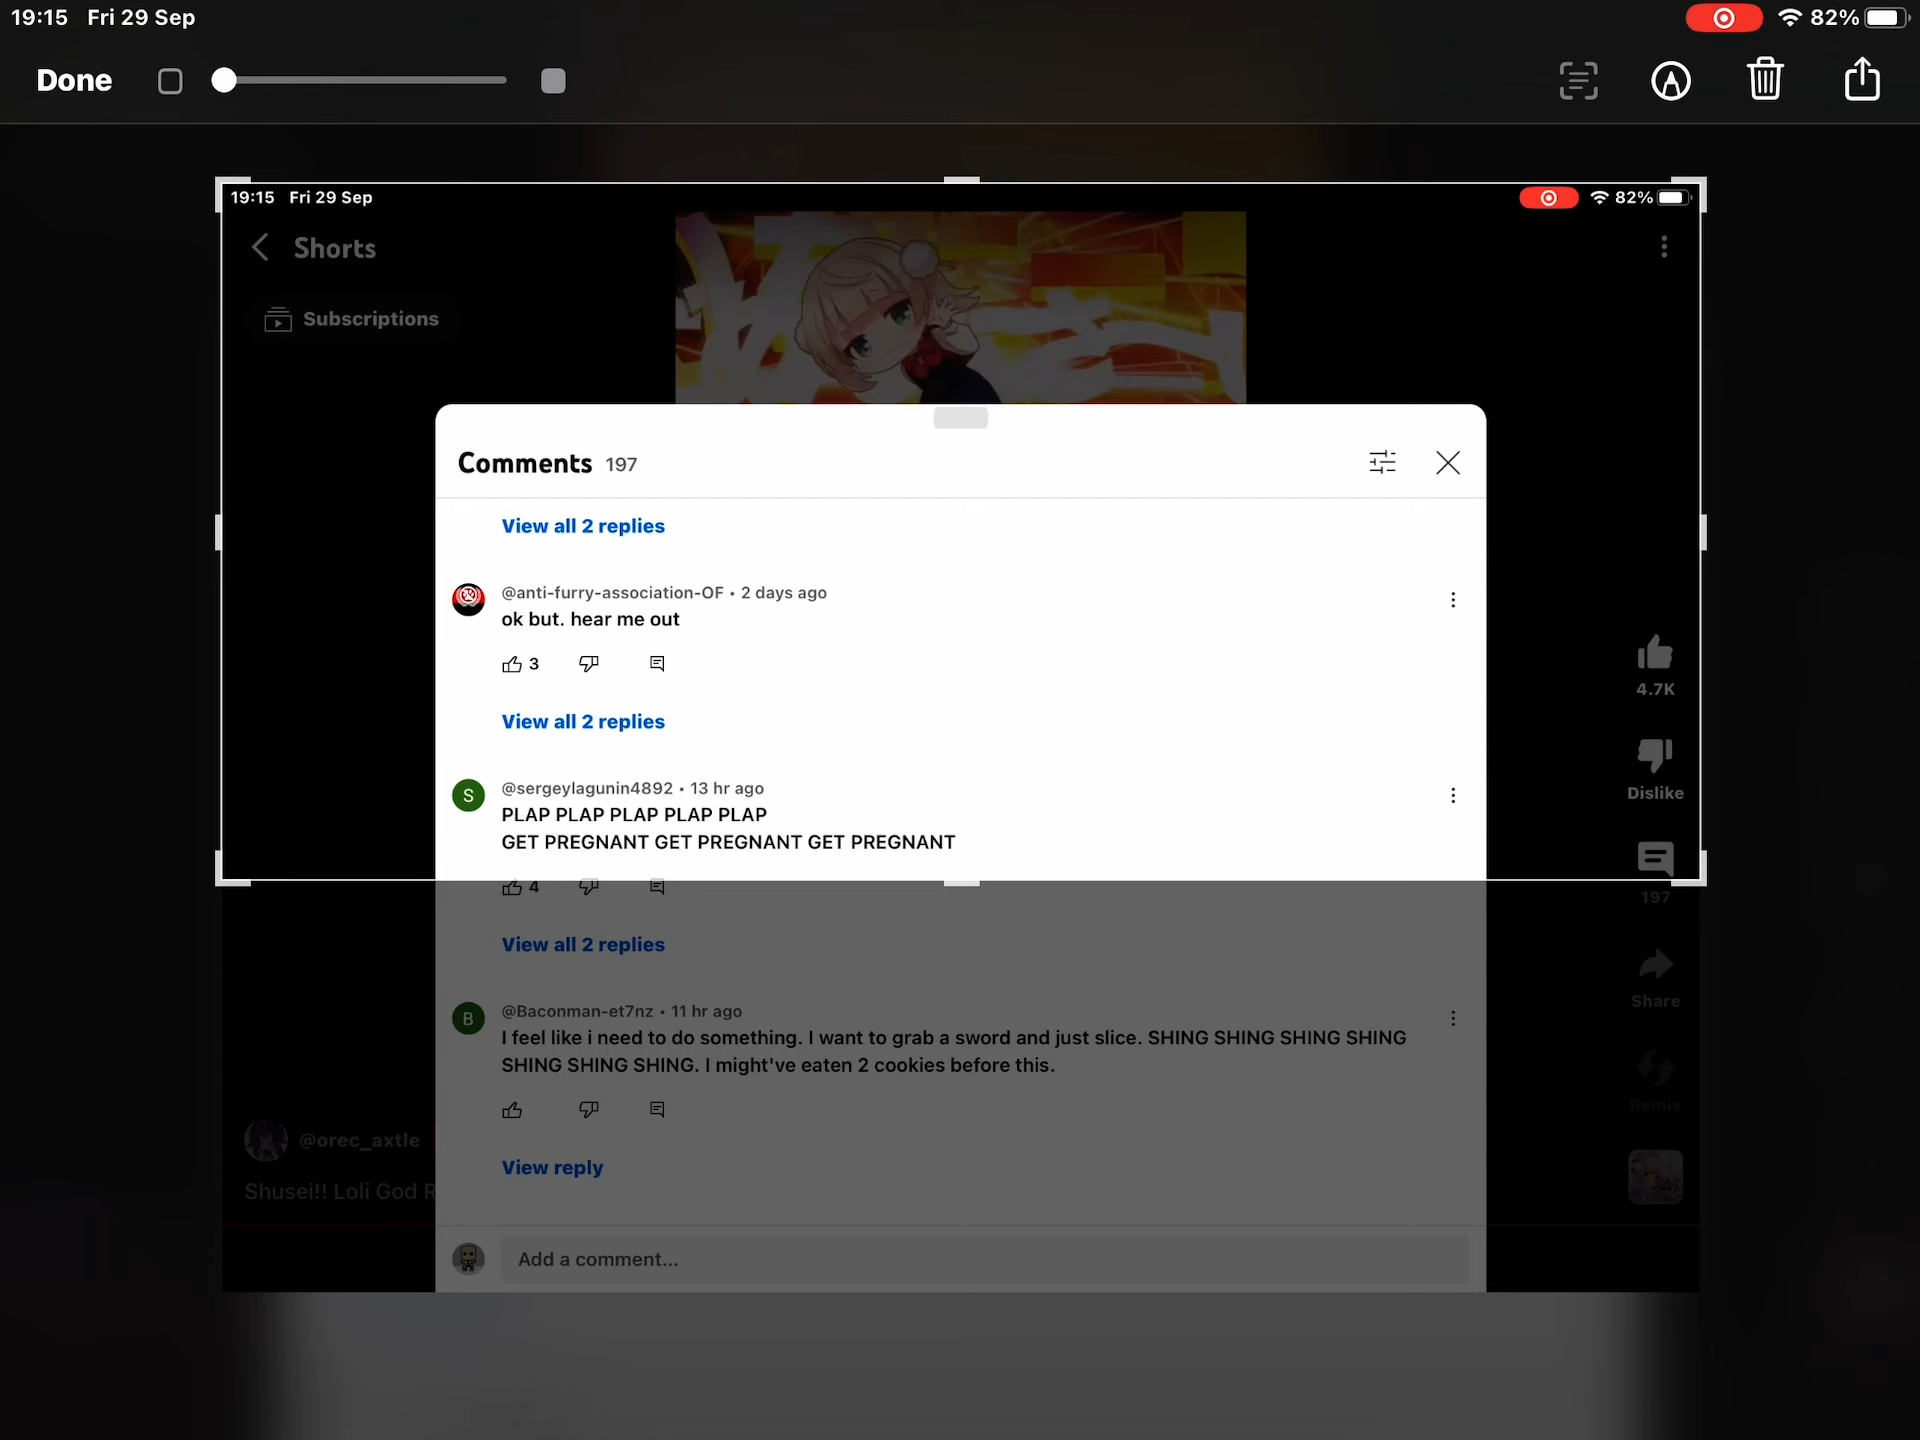 19:15 Fri 29 Sep
82%
Done
19:15 Fri 29 Sep
82%
Shorts
Subscriptions
Comments 197
View all 2 replies
@anti-furry-association-OF • 2 days ago
ok but. hear me out
3
View all 2 replies
4.7K
S
@sergeylagunin4892 • 13 hr ago
Dislike
PLAP PLAP PLAP PLAP PLAP
GET PREGNANT GET PREGNANT GET PREGNANT
4
197
View all 2 replies
Share
B
@Baconman-et7nz • 11 hr ago
I feel like i need to do something. I want to grab a sword and just slice. SHING SHING SHING SHING
SHING SHING SHING. I might've eaten 2 cookies before this.
Remix
@orec_axtle
View reply
Shusei!! Loli God R
Add a comment...